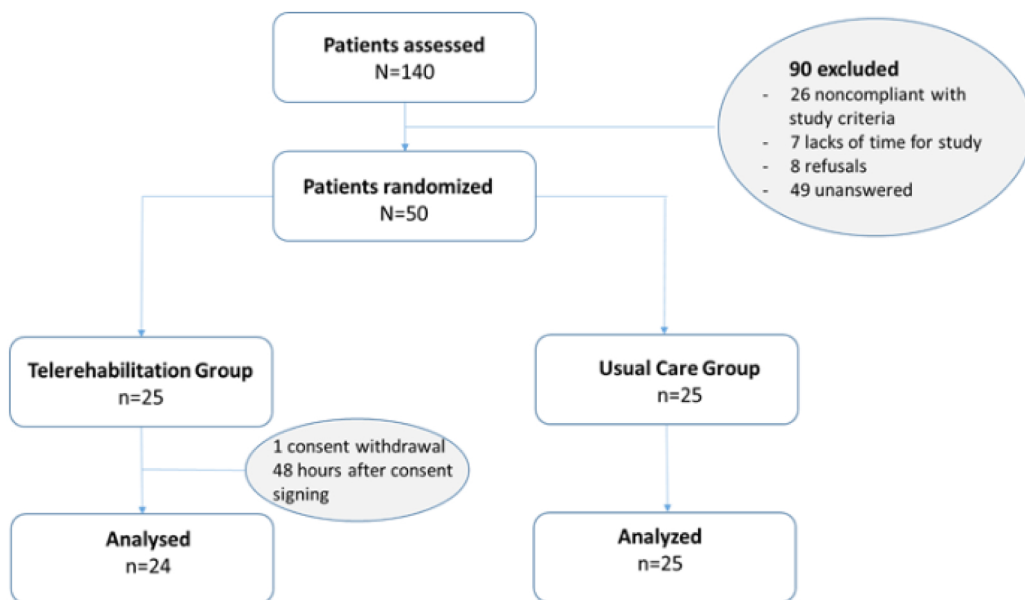 Patients assessed
N=140
90 excluded
- 26 noncompliant with
study criteria
- 7 lacks of time for study
- 8 refusals
- 49 unanswered
Patients randomized
N=50
Telerehabilitation Group
n=25
Usual Care Group
n=25
1 consent withdrawal
48 hours after consent
signing
Analysed
n=24
Analyzed
n=25